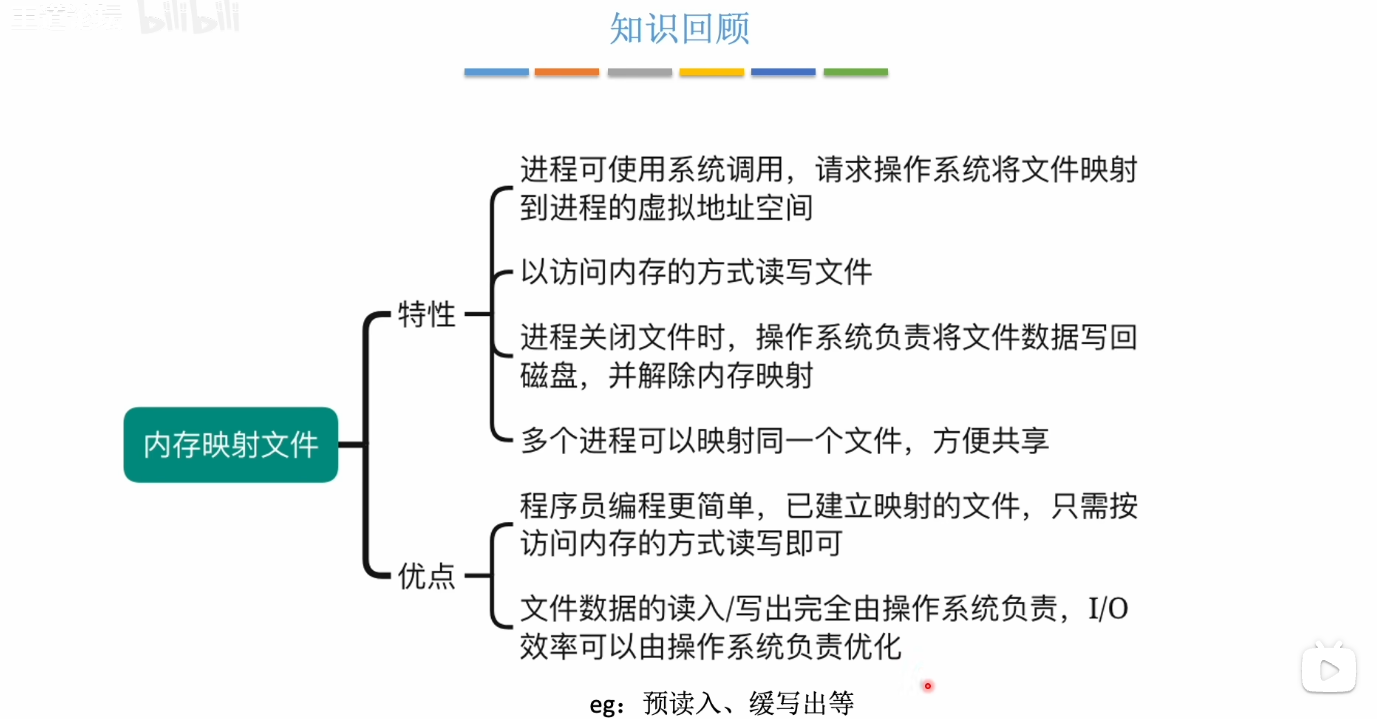 bilibili
知识回顾
进程可使用系统调用，请求操作系统将文件映射
到进程的虚拟地址空间
以访问内存的方式读写文件
特性
进程关闭文件时，操作系统负责将文件数据写回
磁盘，并解除内存映射
内存映射文件
多个进程可以映射同一个文件，方便共享
程序员编程更简单，已建立映射的文件，只需按
访问内存的方式读写即可
优点
文件数据的读入/写出完全由操作系统负责，I/O
效率可以由操作系统负责优化
eg：预读入、缓写出等